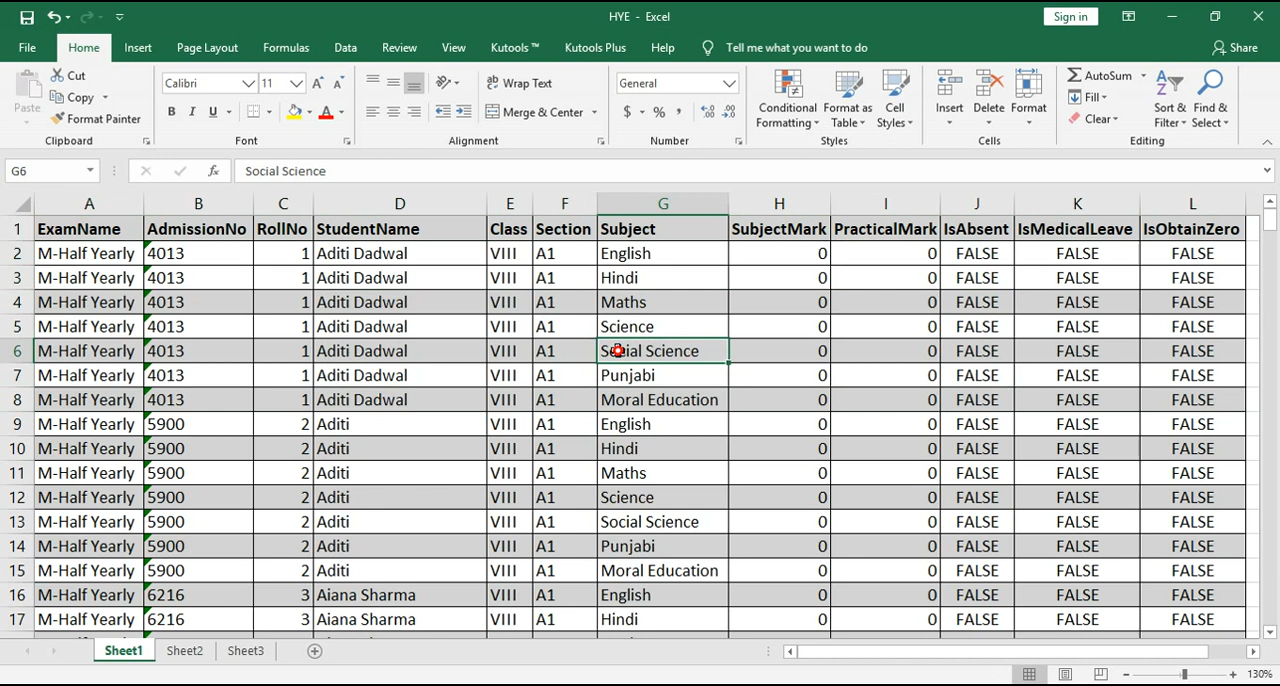 HYE - Excel
Sign in
File Home Insert Page Layout Formulas Data Review View Kutools ™ Kutools Plus Help Tell me what you want to do Share
Paste
Cut
Copy
Format Painter
Clipboard
Calibri 11
B I U
Font
Wrap Text
Merge & Center
Alignment
General
$ % ,
Number
Conditional Formatting
Format as Table
Cell Styles
Styles
Insert
Delete
Format
Cells
AutoSum
Fill
Clear
Sort & Filter
Find & Select
Editing
G6 fx Social Science
A B C D E F G H I J K L
1 ExamName AdmissionNo RollNo StudentName Class Section Subject SubjectMark PracticalMark IsAbsent IsMedicalLeave IsObtainZero
2 M-Half Yearly 4013 1 Aditi Dadwal VIII A1 English 0 0 FALSE FALSE FALSE
3 M-Half Yearly 4013 1 Aditi Dadwal VIII A1 Hindi 0 0 FALSE FALSE FALSE
4 M-Half Yearly 4013 1 Aditi Dadwal VIII A1 Maths 0 0 FALSE FALSE FALSE
5 M-Half Yearly 4013 1 Aditi Dadwal VIII A1 Science 0 0 FALSE FALSE FALSE
6 M-Half Yearly 4013 1 Aditi Dadwal VIII A1 Social Science 0 0 FALSE FALSE FALSE
7 M-Half Yearly 4013 1 Aditi Dadwal VIII A1 Punjabi 0 0 FALSE FALSE FALSE
8 M-Half Yearly 4013 1 Aditi Dadwal VIII A1 Moral Education 0 0 FALSE FALSE FALSE
9 M-Half Yearly 5900 2 Aditi VIII A1 English 0 0 FALSE FALSE FALSE
10 M-Half Yearly 5900 2 Aditi VIII A1 Hindi 0 0 FALSE FALSE FALSE
11 M-Half Yearly 5900 2 Aditi VIII A1 Maths 0 0 FALSE FALSE FALSE
12 M-Half Yearly 5900 2 Aditi VIII A1 Science 0 0 FALSE FALSE FALSE
13 M-Half Yearly 5900 2 Aditi VIII A1 Social Science 0 0 FALSE FALSE FALSE
14 M-Half Yearly 5900 2 Aditi VIII A1 Punjabi 0 0 FALSE FALSE FALSE
15 M-Half Yearly 5900 2 Aditi VIII A1 Moral Education 0 0 FALSE FALSE FALSE
16 M-Half Yearly 6216 3 Aiana Sharma VIII A1 English 0 0 FALSE FALSE FALSE
17 M-Half Yearly 6216 3 Aiana Sharma VIII A1 Hindi 0 0 FALSE FALSE FALSE
Sheet1 Sheet2 Sheet3
130%